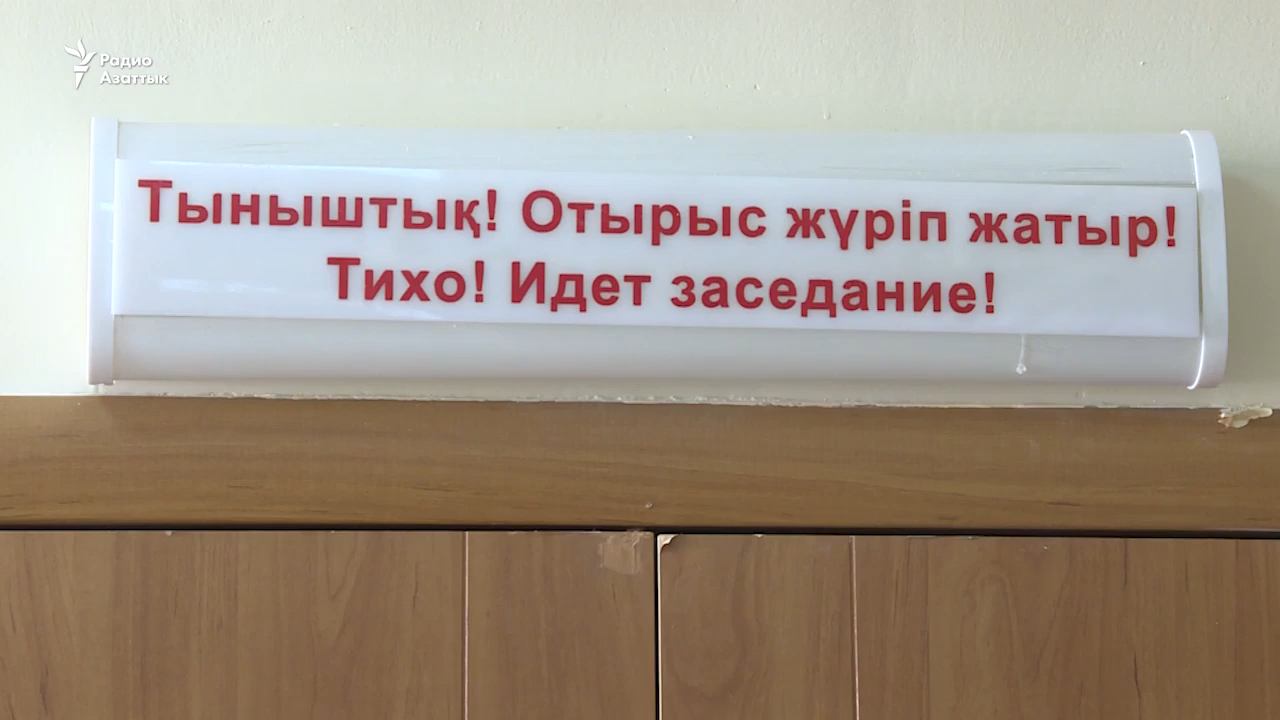 Радио
Азаттык
Тыныштық! Отырыс жүріп жатыр!
Тихо! Идет заседание!